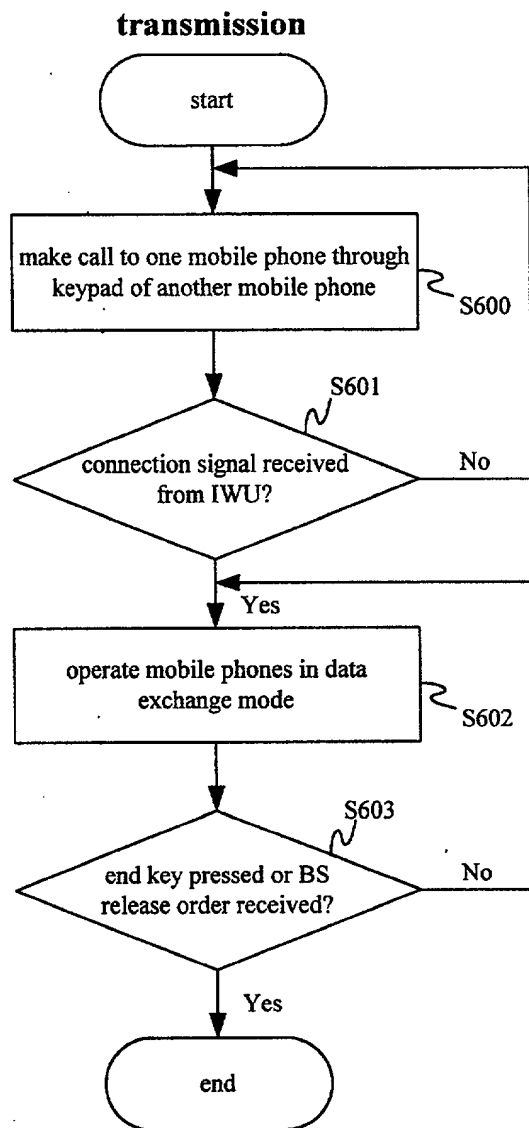 transmission
start
make call to one mobile phone through
keypad of another mobile phone
S600
S601
connection signal received
from IWU?
No
Yes
operate mobile phones in data
exchange mode
S602
S603
end key pressed or BS
release order received?
No
Yes
end